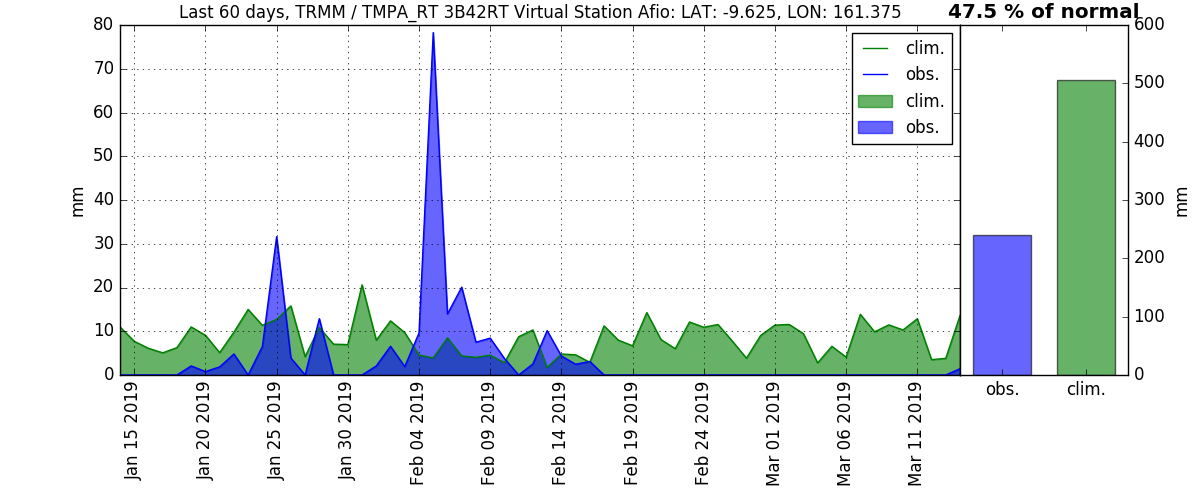 Last 60 days, TRMM / TMPA_RT 3B42RT Virtual Station Afio: LAT: -9.625, LON: 161.375
47.5 % of normal
80
70
60
50
40
30
20
10
0
mm
clim.
obs.
clim.
obs.
600
500
400
300
200
100
0
mm
Jan 15 2019
Jan 20 2019
Jan 25 2019
Jan 30 2019
Feb 04 2019
Feb 09 2019
Feb 14 2019
Feb 19 2019
Feb 24 2019
Mar 01 2019
Mar 06 2019
Mar 11 2019
obs.
clim.